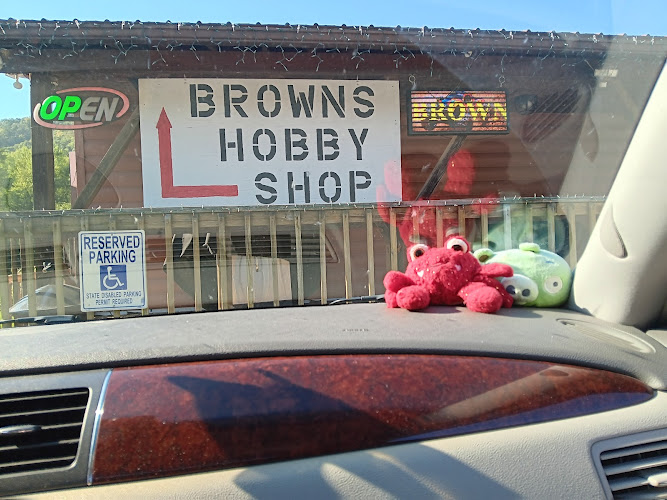 OPEN
BROWNS
HOBBY
SHOP
BROWN
RESERVED
PARKING
STATE DISABLED PARKING
PERMIT REQUIRED